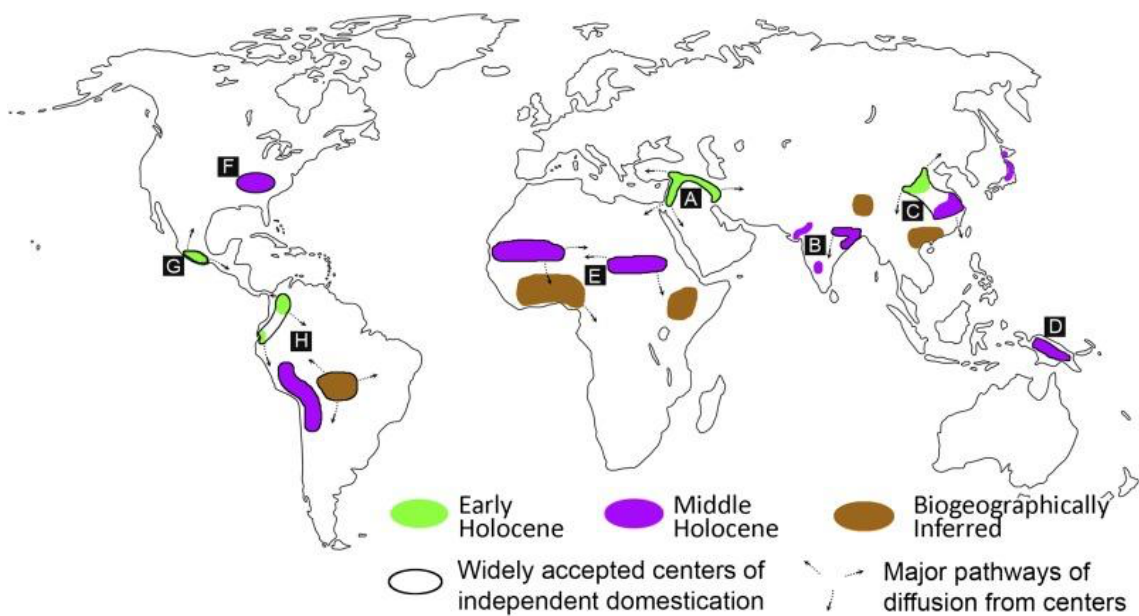 F
A
C
B
G
E
D
H
Early
Holocene
Middle
Holocene
Biogeographically
Inferred
Widely accepted centers of
independent domestication
Major pathways of
diffusion from centers